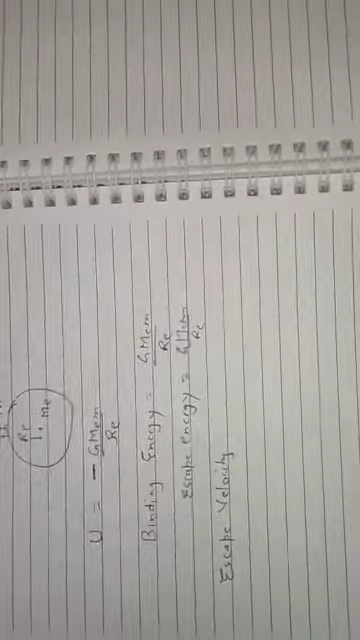 Re
Me
U = - GMem/Re
Binding Energy = GMem/Re
Escape energy = GMem/Re
Escape Velocity